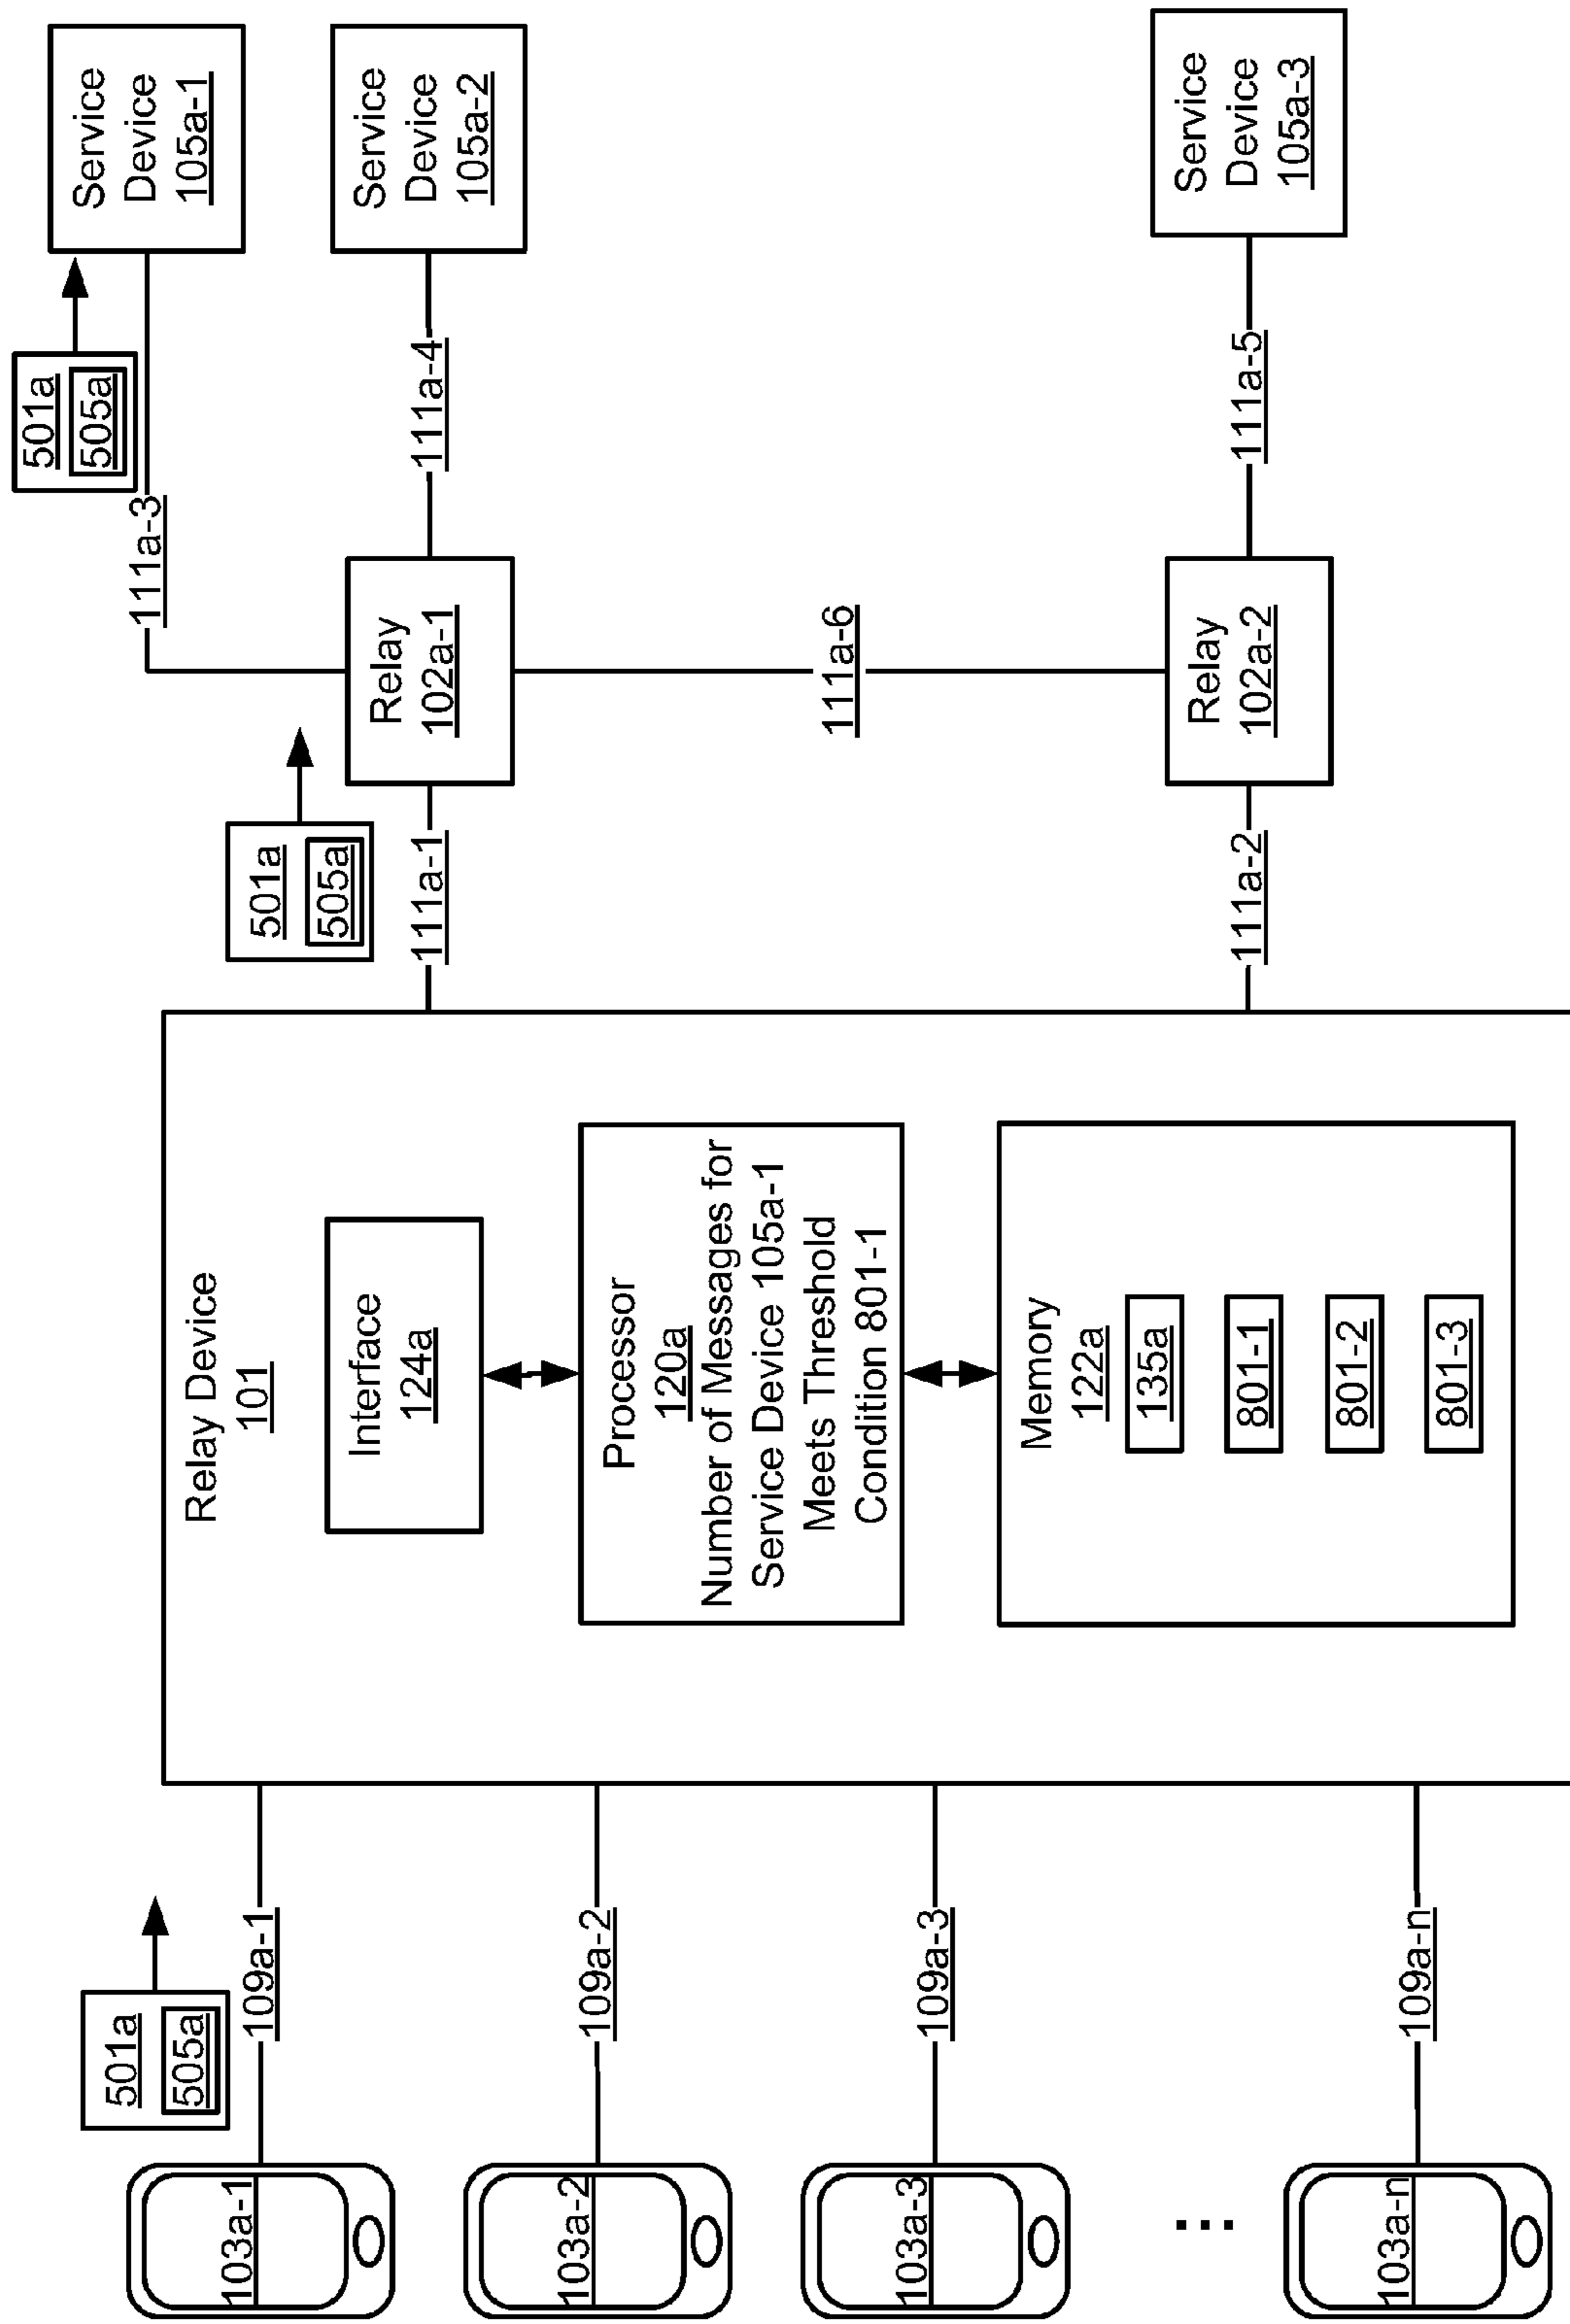 501a
505a
103a-1
109a-1
103a-2
109a-2
103a-3
109a-3
...
103a-n
109a-n
Relay Device
101
Interface
124a
Processor
120a
Number of Messages for
Service Device 105a-1
Meets Threshold
Condition 801-1
Memory
122a
135a
801-1
801-2
801-3
501a
505a
111a-1
111a-2
Relay
102a-1
111a-6
Relay
102a-2
111a-3
111a-4
111a-5
501a
505a
Service
Device
105a-1
Service
Device
105a-2
Service
Device
105a-3